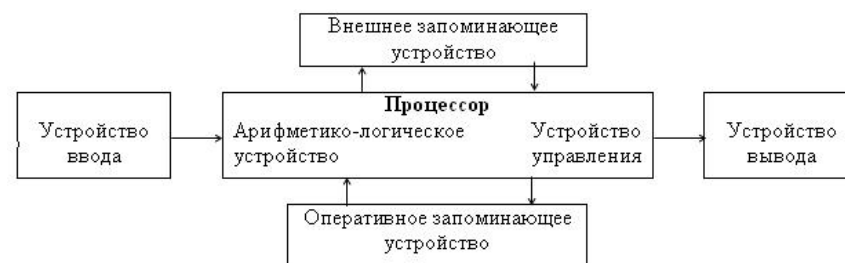 Внешнее запоминающее
устройство
Процессор
Устройство
ввода
Арифметико-логическое
устройство
Устройство
управления
Устройство
вывода
Оперативное запоминающее
устройство